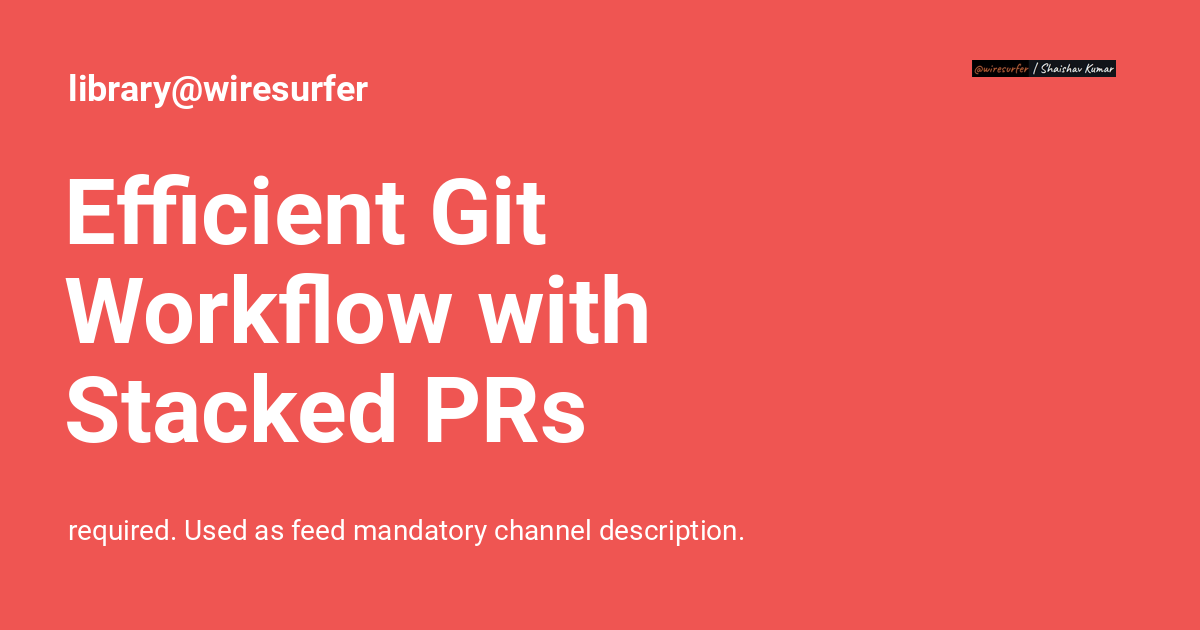 library@wiresurfer
@wiresurfer | Shaishav Kumar
Efficient Git
Workflow with
Stacked PRs
required. Used as feed mandatory channel description.